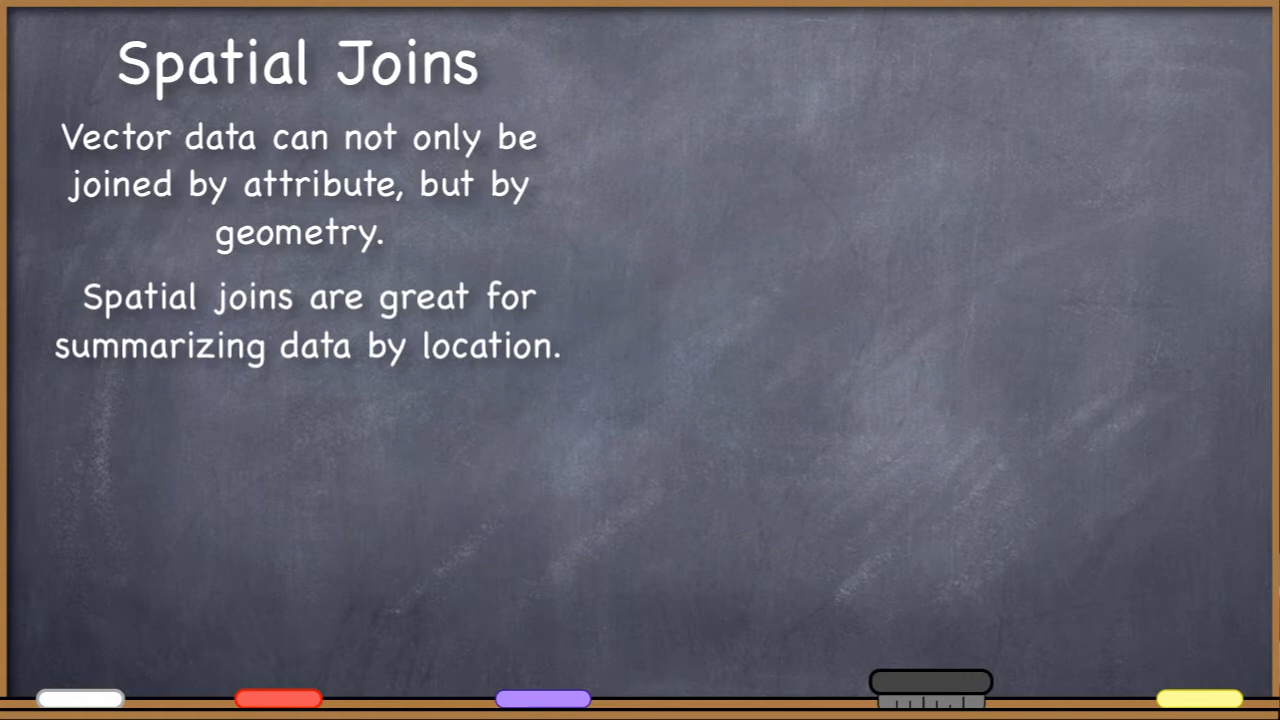 Spatial Joins
Vector data can not only be
joined by attribute, but by
geometry.
Spatial joins are great for
summarizing data by location.